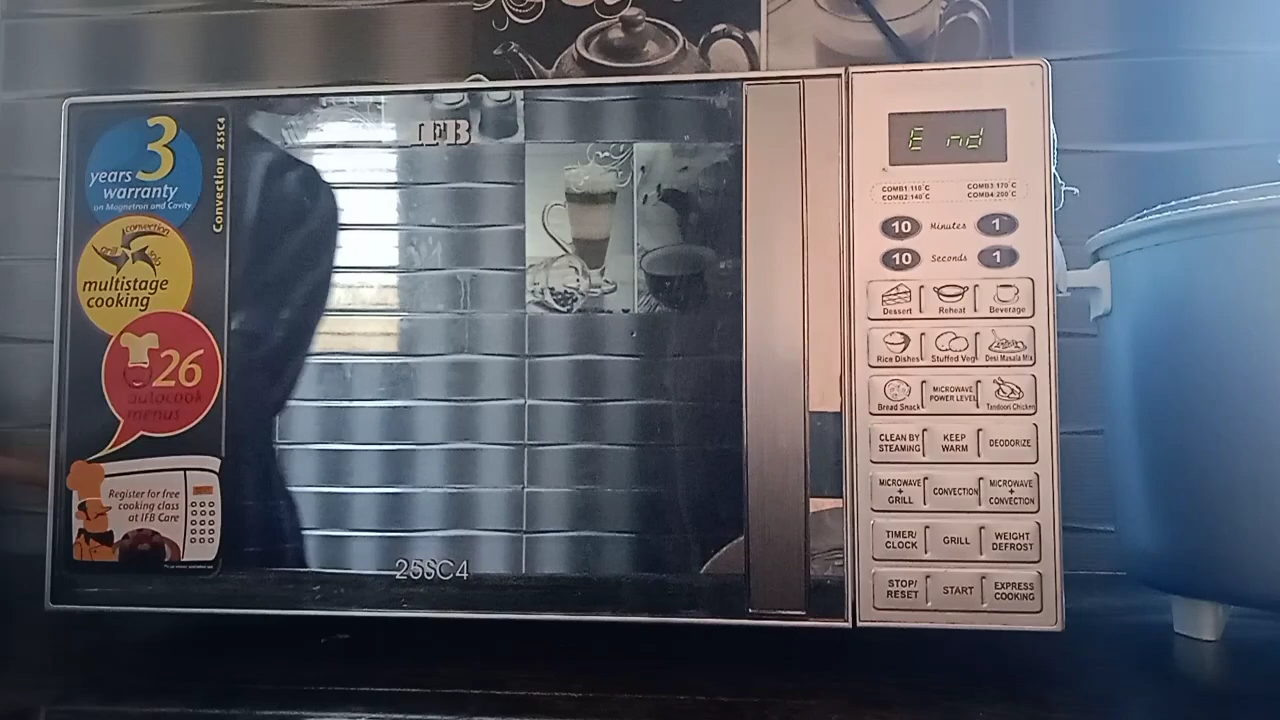 IFB
3
years
warranty
on Magnetron and Cavity
Convection 25SC4
convection
grill
solo
multistage
cooking
26
autocook
menus
Register for free
cooking class
at IFB Care
25SC4
End
COMB1:110°C COMB3:170°C
COMB2:140°C COMB4:200°C
10 Minutes 1
10 Seconds 1
Dessert Reheat Beverage
Rice Dishes Stuffed Veg Desi Masala Mix
Bread Snack MICROWAVE POWER LEVEL Tandoori Chicken
CLEAN BY STEAMING KEEP WARM DEODORIZE
MICROWAVE + GRILL CONVECTION MICROWAVE + CONVECTION
TIMER/ CLOCK GRILL WEIGHT DEFROST
STOP/ RESET START EXPRESS COOKING